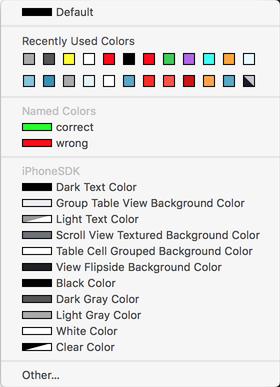 Default
Recently Used Colors
Named Colors
correct
wrong
iPhoneSDK
Dark Text Color
Group Table View Background Color
Light Text Color
Scroll View Textured Background Color
Table Cell Grouped Background Color
View Flipside Background Color
Black Color
Dark Gray Color
Light Gray Color
White Color
Clear Color
Other...